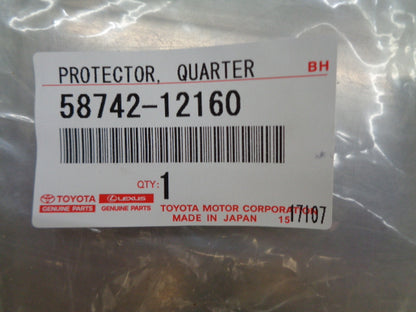 PROTECTOR, QUARTER BH
58742-12160
QTY: 1
TOYOTA LEXUS TOYOTA MOTOR CORPORATION
GENUINE PARTS GENUINE PARTS MADE IN JAPAN 15 17107